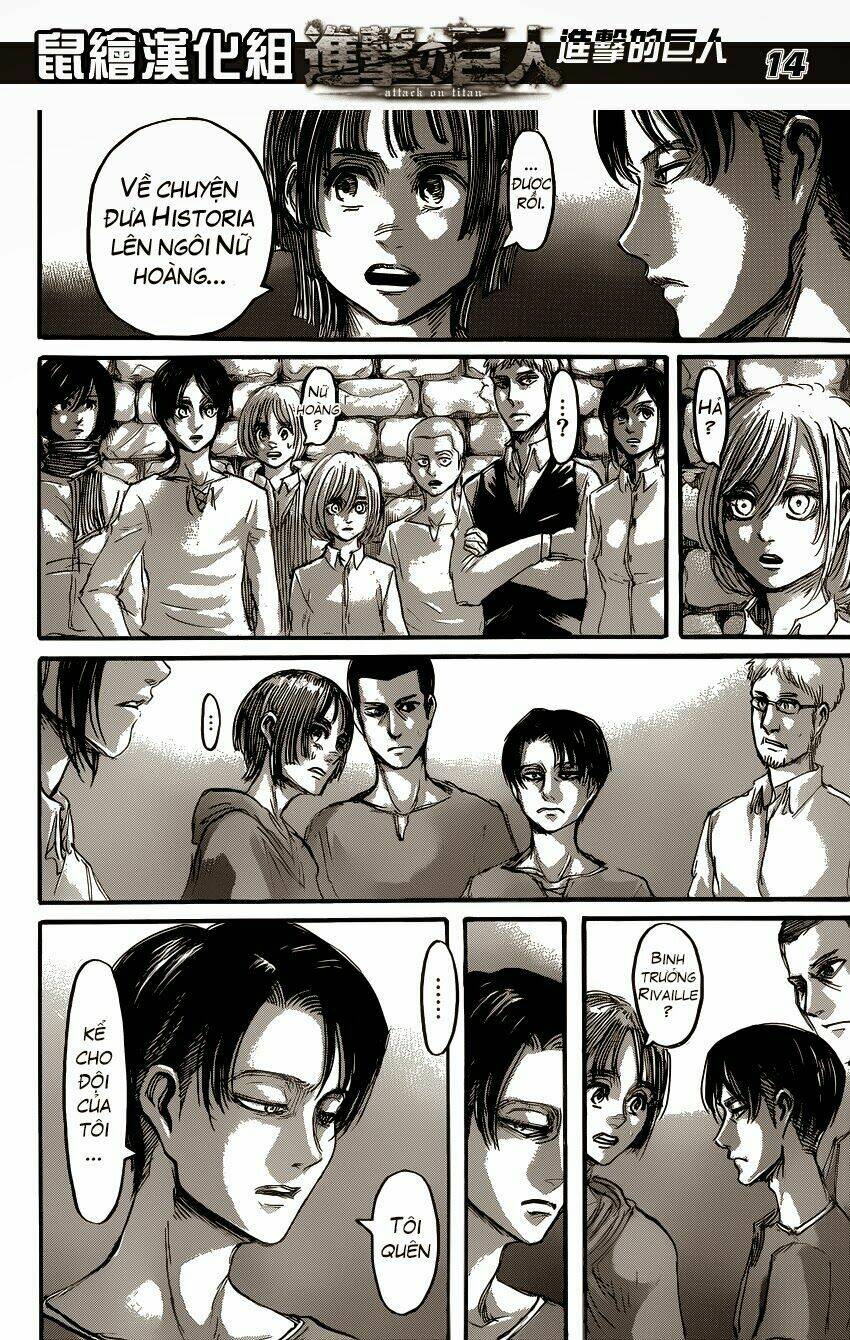 鼠繪漢化組 進撃の巨人 進撃的巨人 14
attack on titan
VỀ CHUYỆN
ĐƯA HISTORIA
LÊN NGÔI NỮ
HOÀNG...
...
ĐƯỢC
RỒI.
NỮ
HOÀNG
?
...
?
HẢ
?
...
BINH
TRƯỞNG
RIVAILLE
?
......
KỂ
CHO
ĐỘI
CỦA
TÔI
...
TÔI
QUÊN